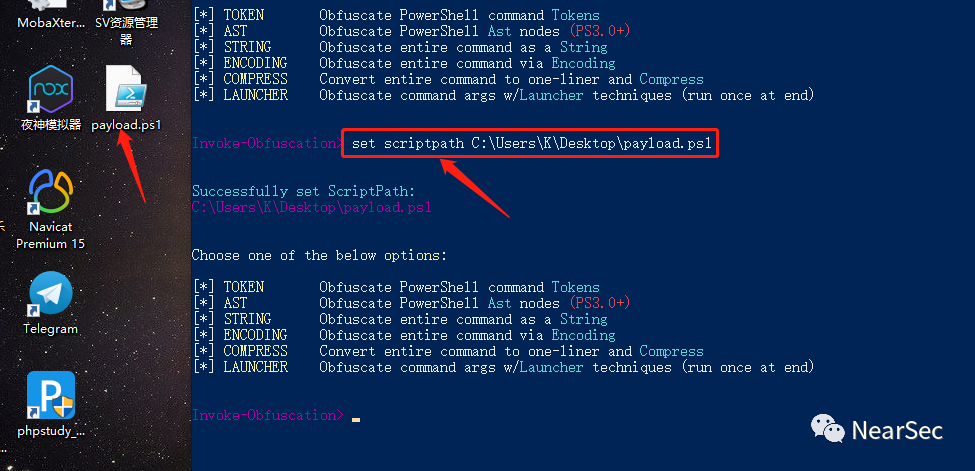 MobaXter...
SV资源管理
器
夜神模拟器
payload.ps1
Navicat
Premium 15
Telegram
phpstudy_...
[*] TOKEN Obfuscate PowerShell command Tokens
[*] AST Obfuscate PowerShell Ast nodes (PS3.0+)
[*] STRING Obfuscate entire command as a String
[*] ENCODING Obfuscate entire command via Encoding
[*] COMPRESS Convert entire command to one-liner and Compress
[*] LAUNCHER Obfuscate command args w/Launcher techniques (run once at end)
Invoke-Obfuscation> set scriptpath C:\Users\K\Desktop\payload.ps1
Successfully set ScriptPath:
C:\Users\K\Desktop\payload.ps1
Choose one of the below options:
[*] TOKEN Obfuscate PowerShell command Tokens
[*] AST Obfuscate PowerShell Ast nodes (PS3.0+)
[*] STRING Obfuscate entire command as a String
[*] ENCODING Obfuscate entire command via Encoding
[*] COMPRESS Convert entire command to one-liner and Compress
[*] LAUNCHER Obfuscate command args w/Launcher techniques (run once at end)
Invoke-Obfuscation>
NearSec